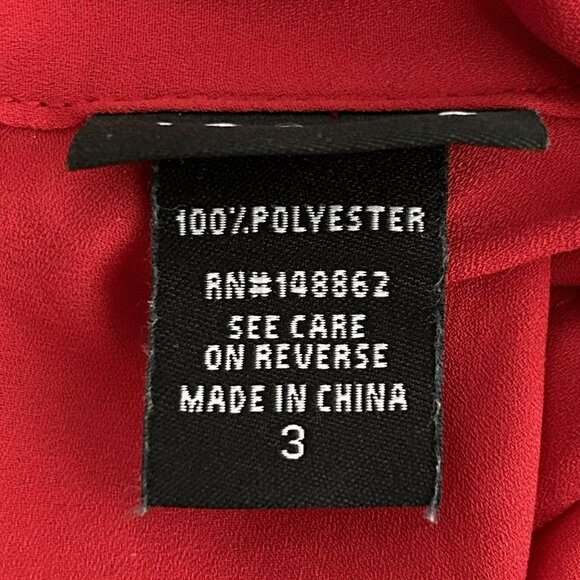 100%POLYESTER
RN#148862
SEE CARE
ON REVERSE
MADE IN CHINA
3